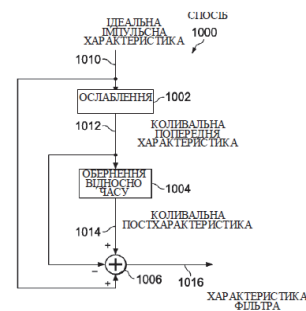 СПОСІБ
1000
ІДЕАЛЬНА
ІМПУЛЬСНА
ХАРАКТЕРИСТИКА
1010
ОСЛАБЛЕННЯ
1002
1012
КОЛИВАЛЬНА
ПОПЕРЕДНЯ
ХАРАКТЕРИСТИКА
ОБЕРНЕННЯ
ВІДНОСНО
ЧАСУ
1004
КОЛИВАЛЬНА
ПОСТХАРАКТЕРИСТИКА
1014
+
−
+
+
1006
1016
ХАРАКТЕРИСТИКА
ФІЛЬТРА